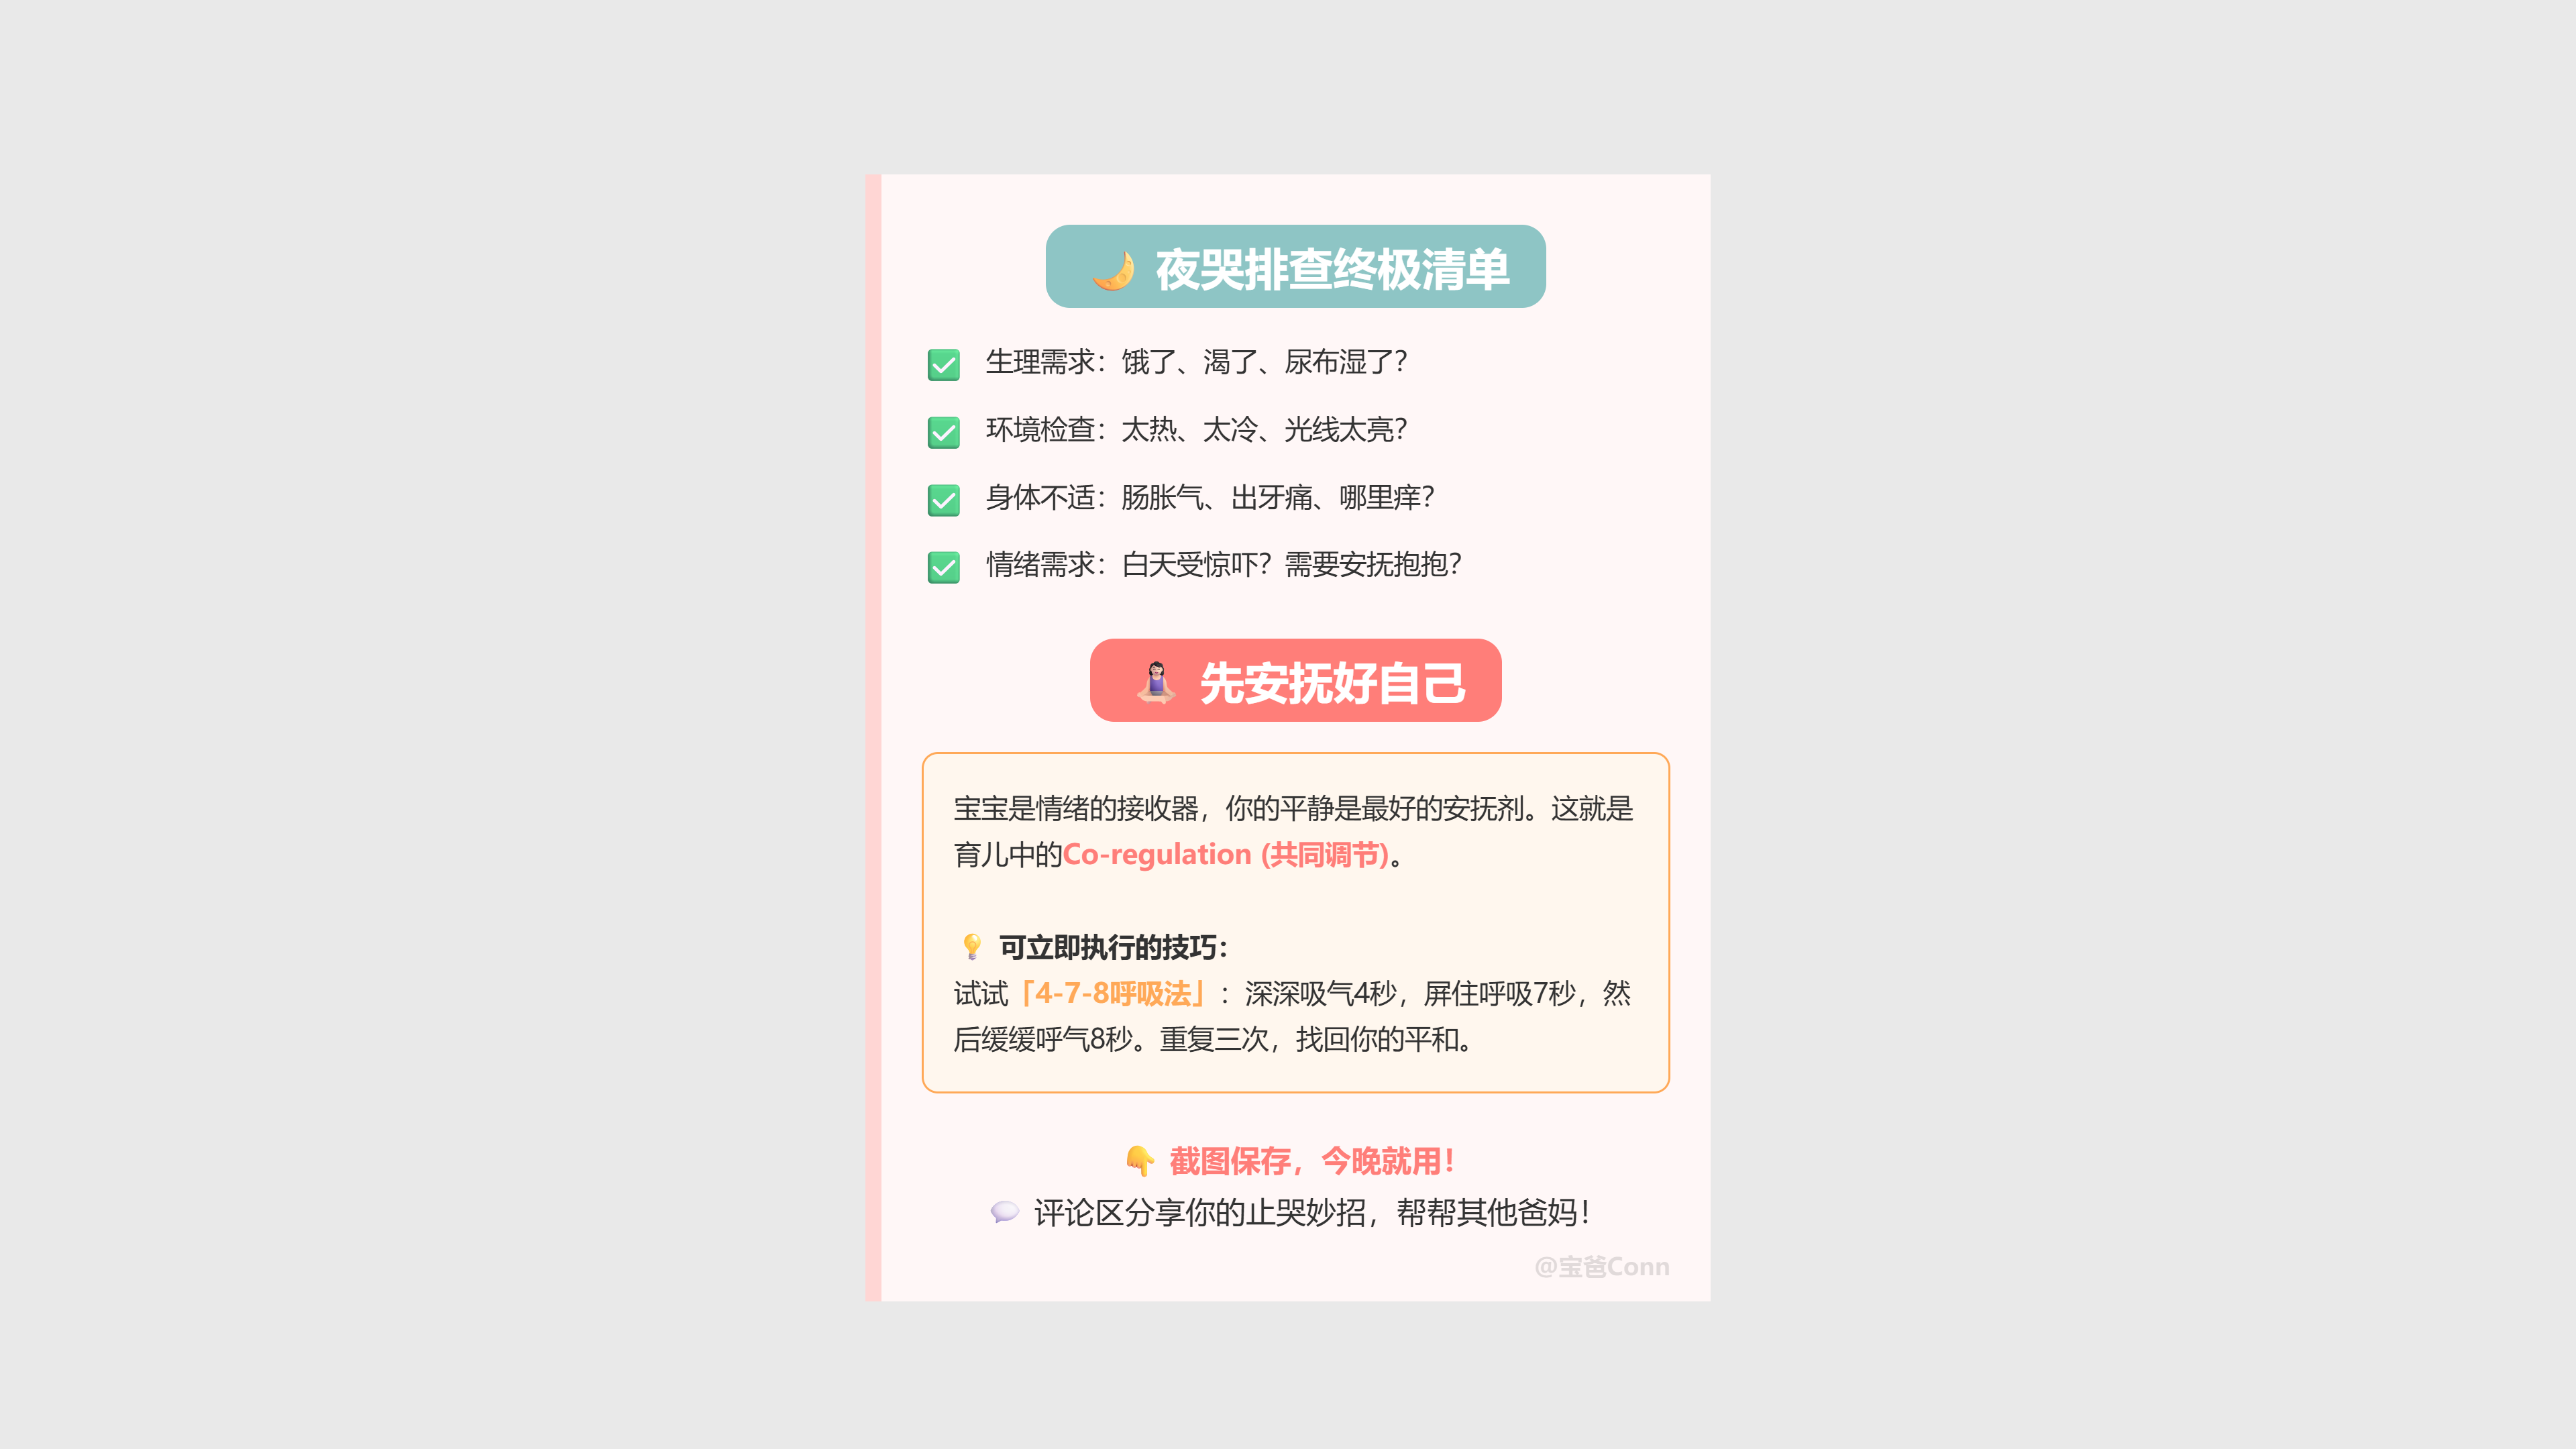 夜哭排查终极清单
生理需求：饿了、渴了、尿布湿了？
环境检查：太热、太冷、光线太亮？
身体不适：肠胀气、出牙痛、哪里痒？
情绪需求：白天受惊吓？需要安抚抱抱？
先安抚好自己
宝宝是情绪的接收器，你的平静是最好的安抚剂。这就是
育儿中的Co-regulation (共同调节)。
可立即执行的技巧：
试试「4-7-8呼吸法」：深深吸气4秒，屏住呼吸7秒，然
后缓缓呼气8秒。重复三次，找回你的平和。
截图保存，今晚就用！
评论区分享你的止哭妙招，帮帮其他爸妈！
@宝爸Conn